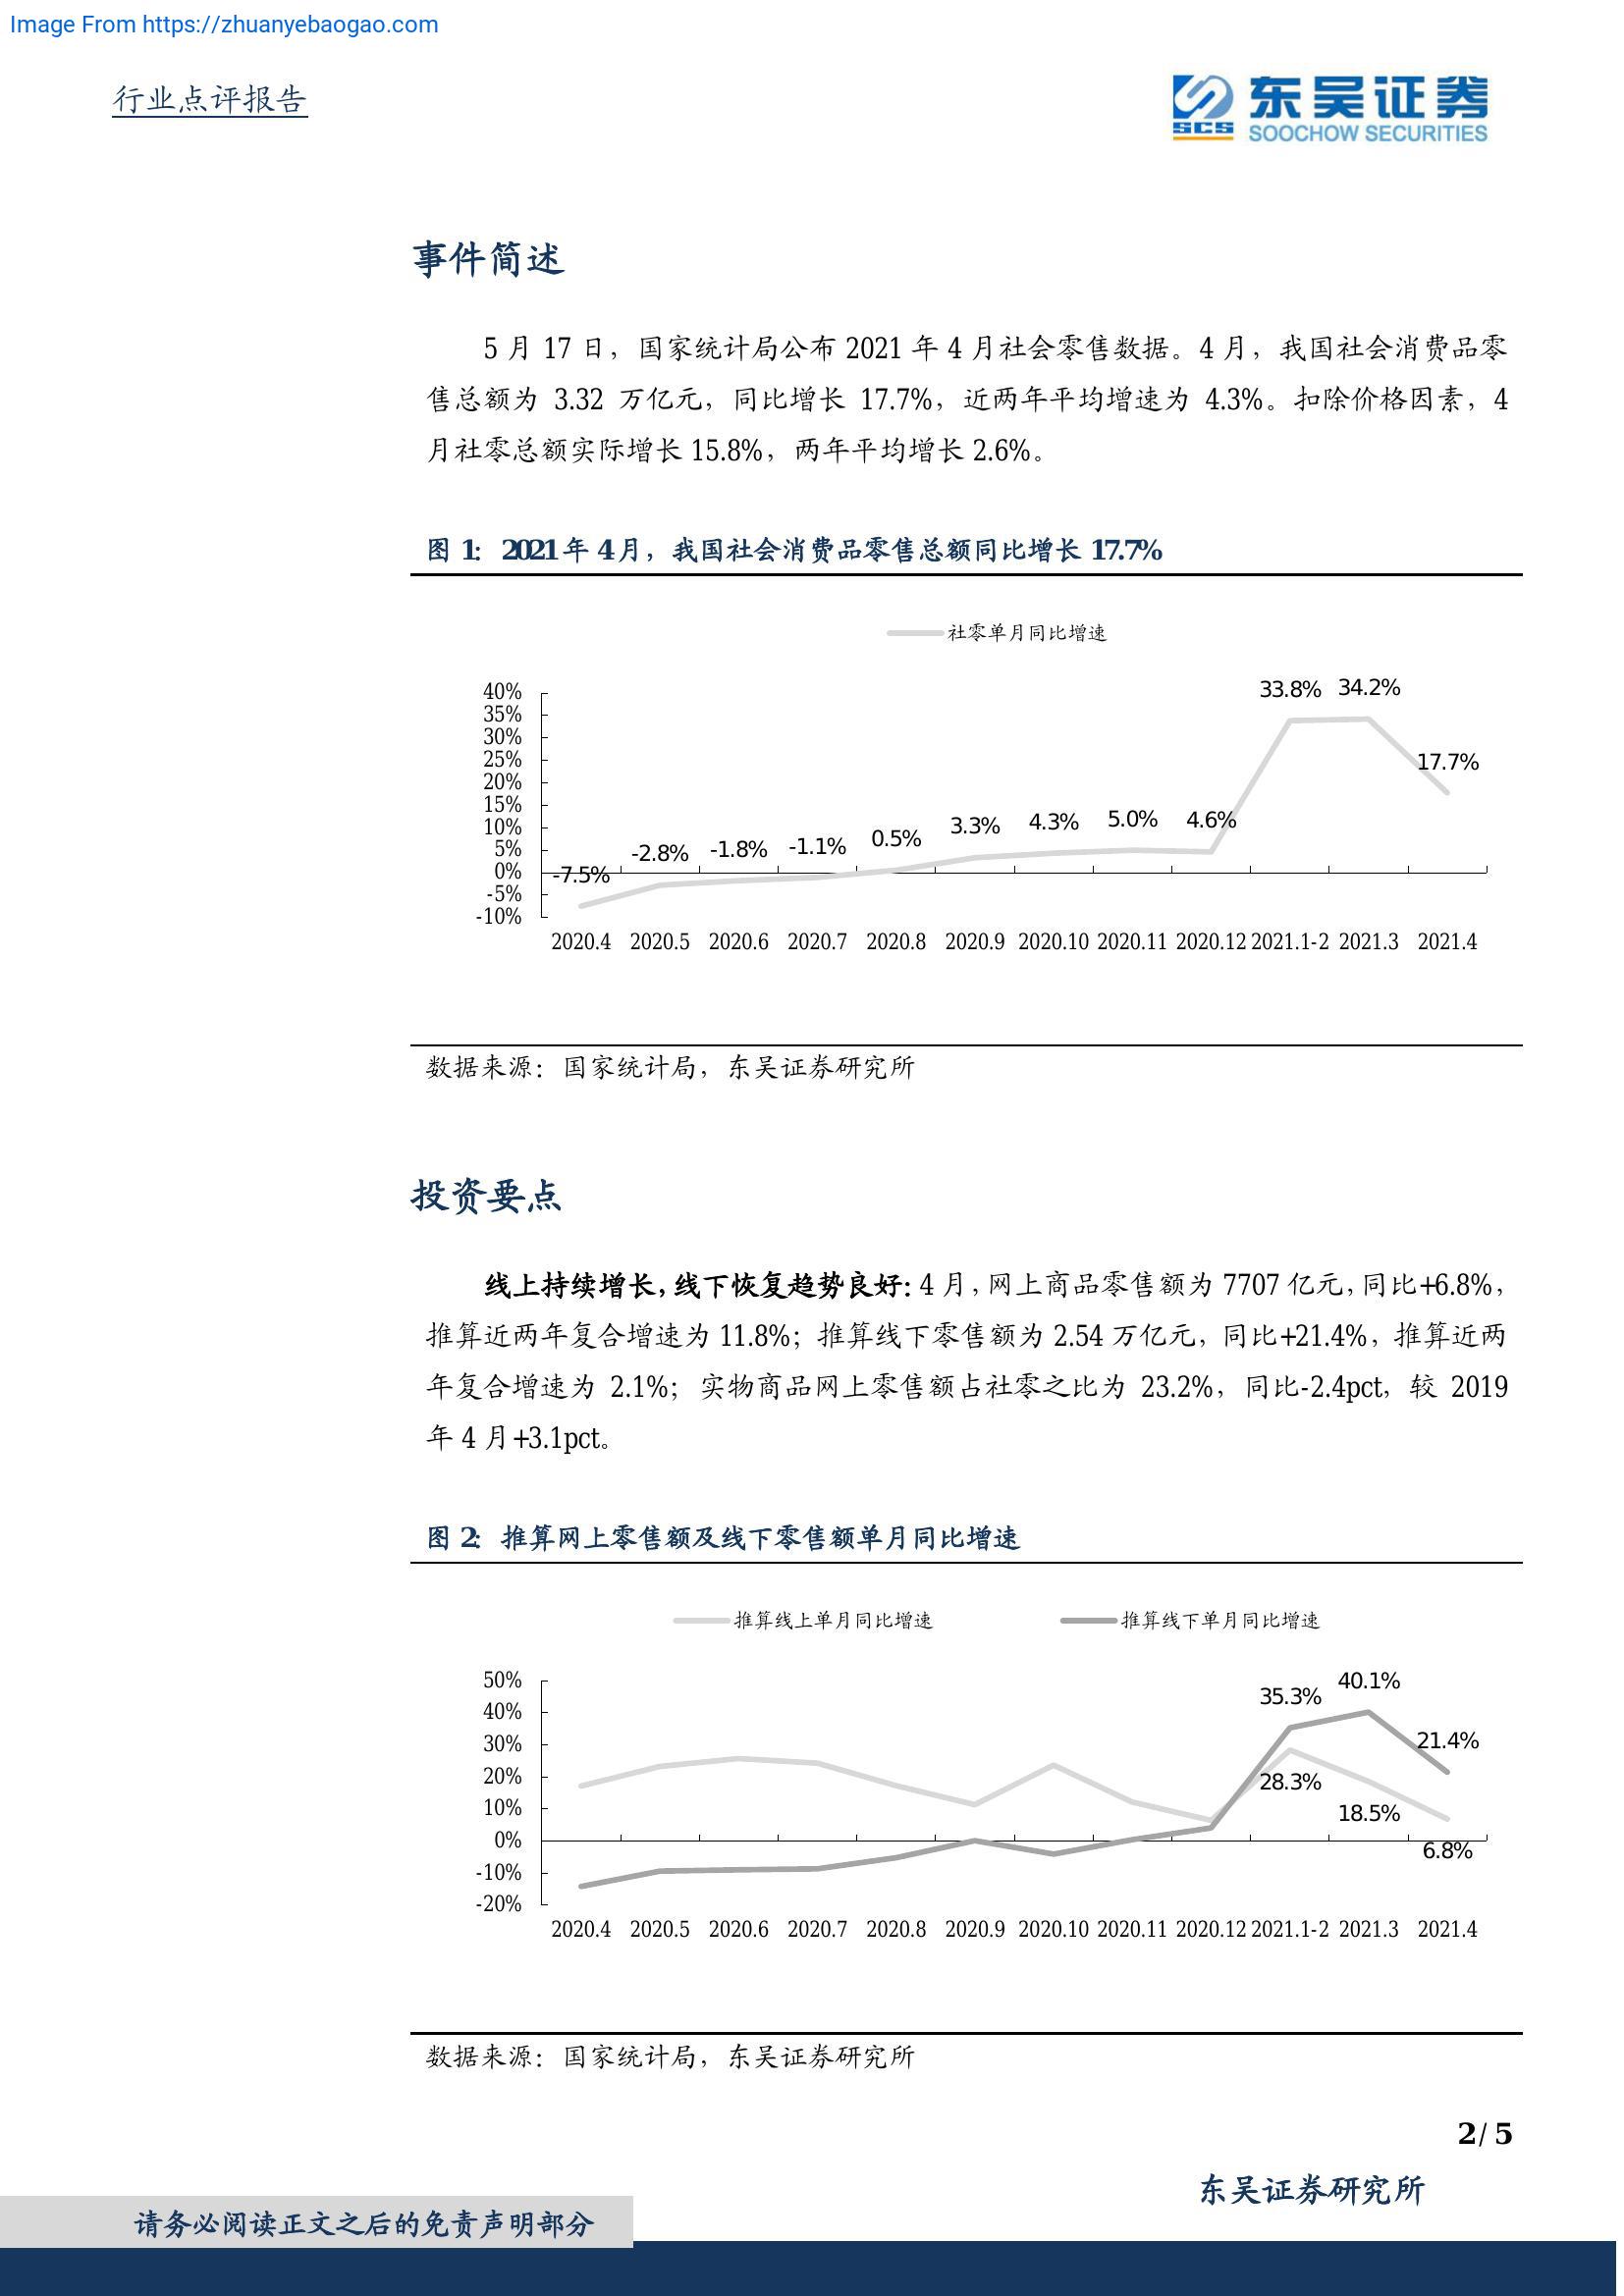 Image From https://zhuanyebaogao.com
行业点评报告
SCS 东吴证券
SOOCHOW SECURITIES
事件简述
5 月 17 日，国家统计局公布 2021 年 4 月社会零售数据。4 月，我国社会消费品零
售总额为 3.32 万亿元，同比增长 17.7%，近两年平均增速为 4.3%。扣除价格因素，4
月社零总额实际增长 15.8%，两年平均增长 2.6%。
图 1： 2021 年 4 月，我国社会消费品零售总额同比增长 17.7%
社零单月同比增速
40%
35%
30%
25%
20%
15%
10%
5%
0%
-5%
-10%
-7.5% -2.8% -1.8% -1.1% 0.5% 3.3% 4.3% 5.0% 4.6% 33.8% 34.2% 17.7%
2020.4 2020.5 2020.6 2020.7 2020.8 2020.9 2020.10 2020.11 2020.12 2021.1-2 2021.3 2021.4
数据来源：国家统计局，东吴证券研究所
投资要点
线上持续增长，线下恢复趋势良好：4 月，网上商品零售额为 7707 亿元，同比+6.8%，
推算近两年复合增速为 11.8%；推算线下零售额为 2.54 万亿元，同比+21.4%，推算近两
年复合增速为 2.1%；实物商品网上零售额占社零之比为 23.2%，同比-2.4pct，较 2019
年 4 月+3.1pct。
图 2： 推算网上零售额及线下零售额单月同比增速
推算线上单月同比增速 推算线下单月同比增速
50%
40%
30%
20%
10%
0%
-10%
-20%
35.3% 40.1% 21.4%
28.3% 18.5% 6.8%
2020.4 2020.5 2020.6 2020.7 2020.8 2020.9 2020.10 2020.11 2020.12 2021.1-2 2021.3 2021.4
数据来源：国家统计局，东吴证券研究所
2 / 5
东吴证券研究所
请务必阅读正文之后的免责声明部分